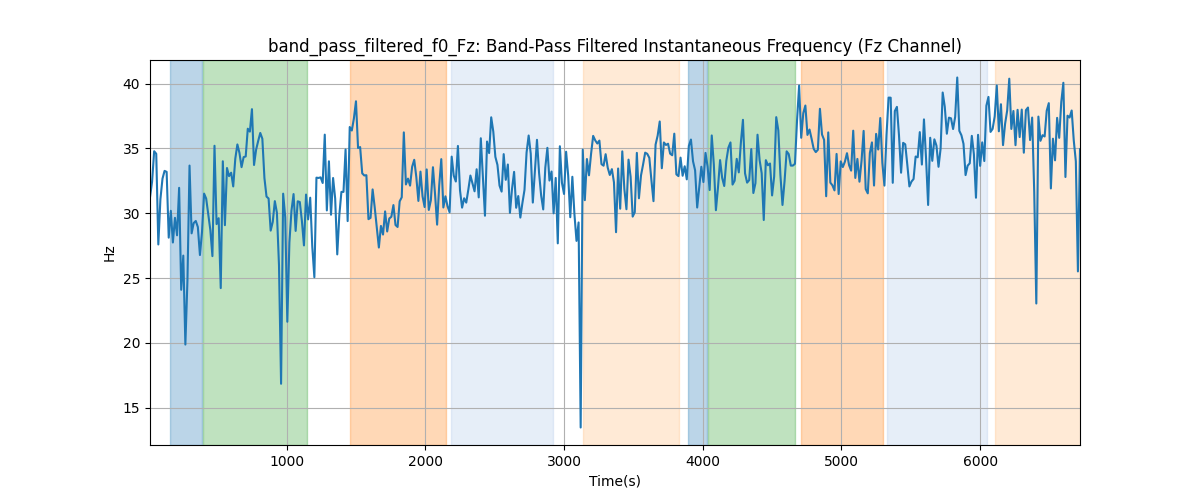 band_pass_filtered_f0_Fz: Band-Pass Filtered Instantaneous Frequency (Fz Channel)
40
35
30
25
20
15
Hz
1000 2000 3000 4000 5000 6000
Time(s)